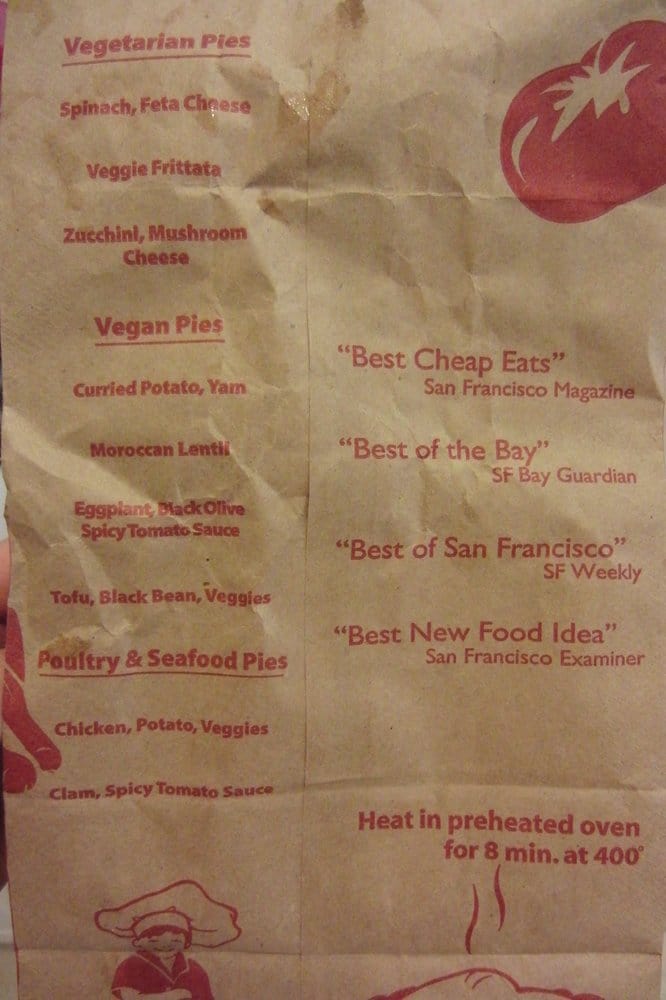 Vegetarian Pies
Spinach, Feta Cheese
Veggie Frittata
Zucchini, Mushroom
Cheese
Vegan Pies
Curried Potato, Yam
Moroccan Lentil
Eggplant, Black Olive
Spicy Tomato Sauce
Tofu, Black Bean, Veggies
Poultry & Seafood Pies
Chicken, Potato, Veggies
Clam, Spicy Tomato Sauce
“Best Cheap Eats”
San Francisco Magazine
“Best of the Bay”
SF Bay Guardian
“Best of San Francisco”
SF Weekly
“Best New Food Idea”
San Francisco Examiner
Heat in preheated oven
for 8 min. at 400°